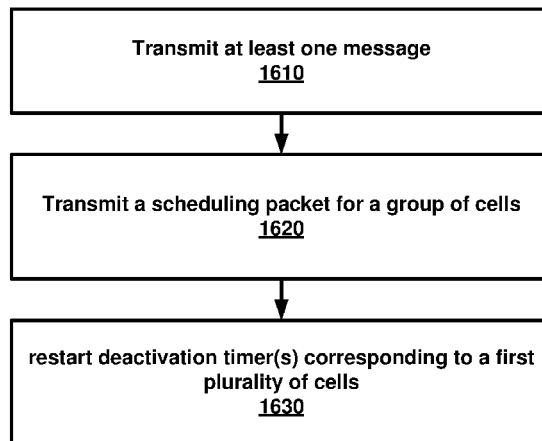 Transmit at least one message
1610
Transmit a scheduling packet for a group of cells
1620
restart deactivation timer(s) corresponding to a first
plurality of cells
1630